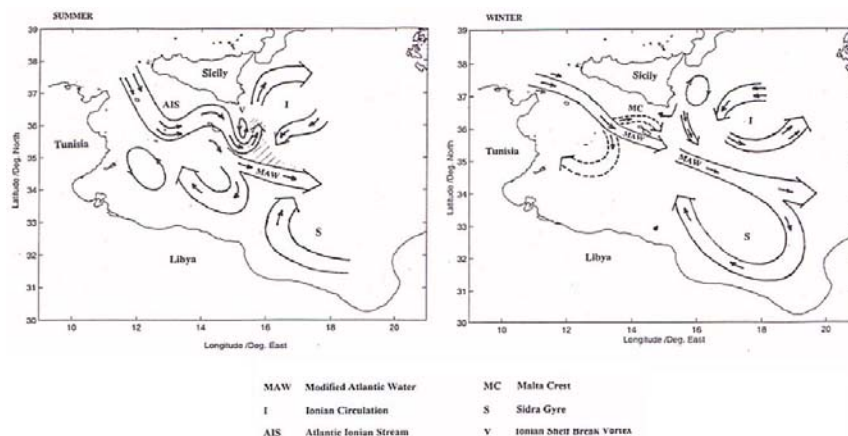 SUMMER
39
38
37
36
35
34
33
32
31
30
Latitude /Deg. North
10 12 14 16 18 20
Longitude /Deg. East
Sicily
AIS
V
I
Tunisia
MAW
S
Libya
WINTER
39
38
37
36
35
34
33
32
31
30
Latitude /Deg. North
10 12 14 16 18 20
Longitude /Deg. East
Sicily
MC
I
MAW
Tunisia
MAW
S
Libya
MAW Modified Atlantic Water
MC Malta Crest
I Ionian Circulation
S Sidra Gyre
AIS Atlantic Ionian Stream
V Ionian Shelf Break Vortex